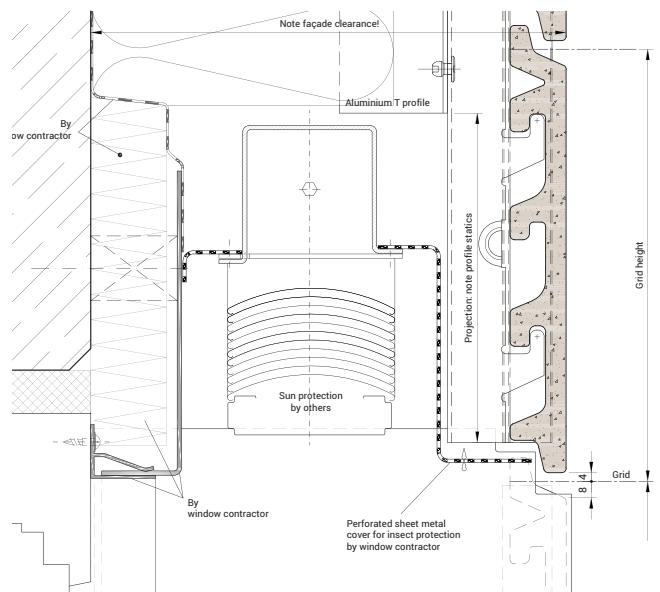 Note façade clearance!
Aluminium T profile
By
ow contractor
Projection: note profile statics
Grid height
Sun protection
by others
Grid
8 4
By
window contractor
Perforated sheet metal
cover for insect protection
by window contractor